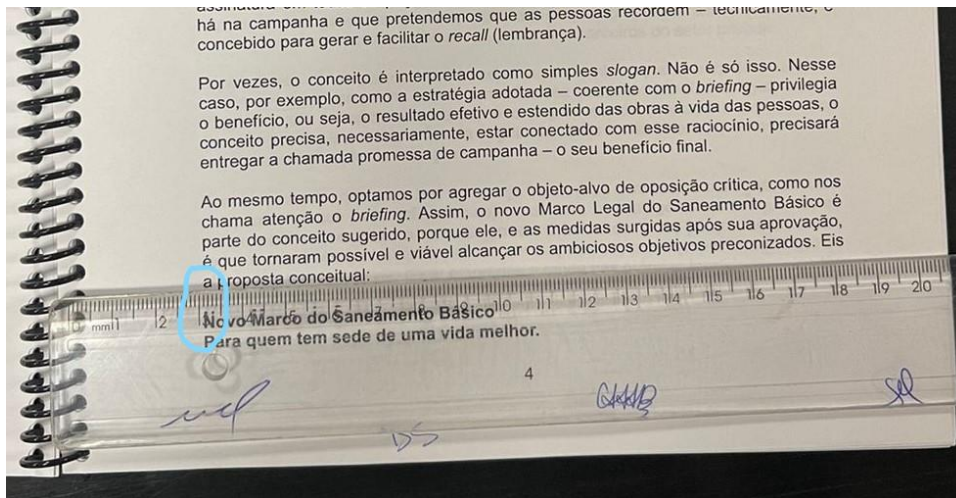 há na campanha e que pretendemos que as pessoas recordem – tecnicamente, é
concebido para gerar e facilitar o recall (lembrança).
Por vezes, o conceito é interpretado como simples slogan. Não é só isso. Nesse
caso, por exemplo, como a estratégia adotada – coerente com o briefing – privilegia
o benefício, ou seja, o resultado efetivo e estendido das obras à vida das pessoas, o
conceito precisa, necessariamente, estar conectado com esse raciocínio, precisará
entregar a chamada promessa de campanha – o seu benefício final.
Ao mesmo tempo, optamos por agregar o objeto-alvo de oposição crítica, como nos
chama atenção o briefing. Assim, o novo Marco Legal do Saneamento Básico é
parte do conceito sugerido, porque ele, e as medidas surgidas após sua aprovação,
é que tornaram possível e viável alcançar os ambiciosos objetivos preconizados. Eis
a proposta conceitual:
0 mm 1 2 3 4 5 6 7 8 9 10 11 12 13 14 15 16 17 18 19 20
Novo Marco do Saneamento Básico
Para quem tem sede de uma vida melhor.
4
DS